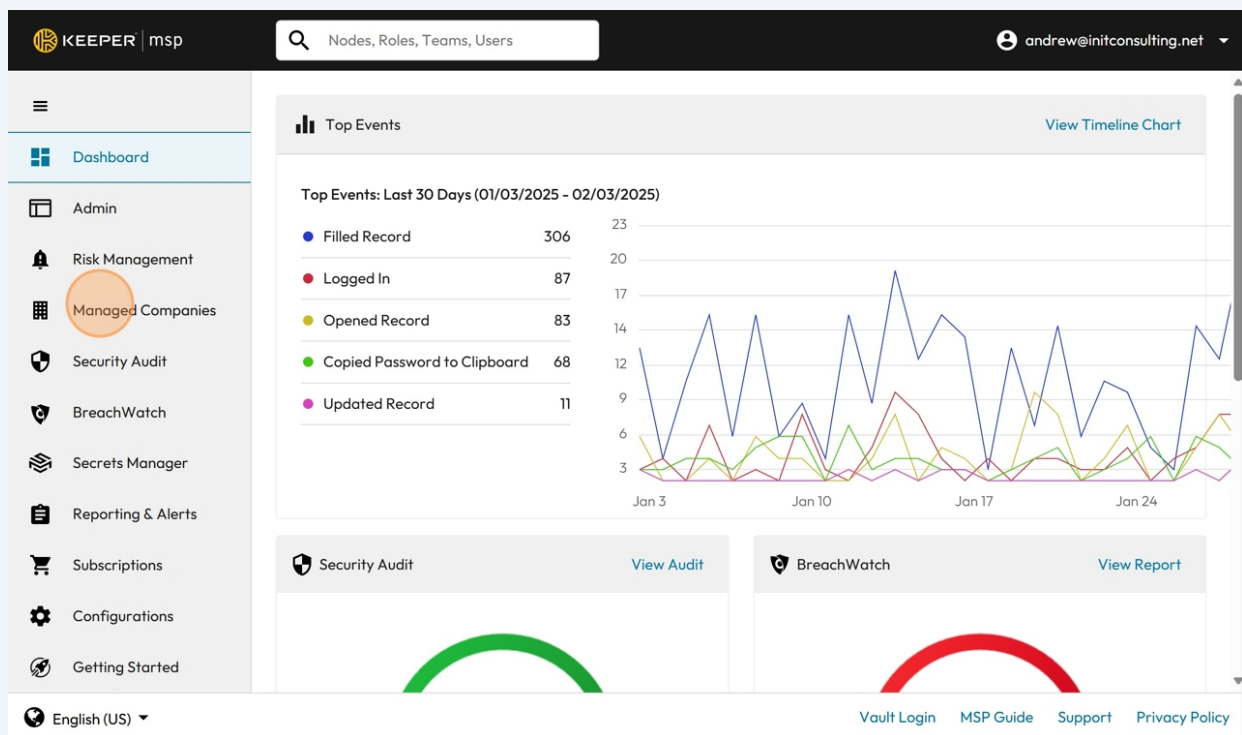 KEEPER msp
Nodes, Roles, Teams, Users
andrew@initconsulting.net
Dashboard
Admin
Risk Management
Managed Companies
Security Audit
BreachWatch
Secrets Manager
Reporting & Alerts
Subscriptions
Configurations
Getting Started
Top Events
View Timeline Chart
Top Events: Last 30 Days (01/03/2025 - 02/03/2025)
Filled Record 306
Logged In 87
Opened Record 83
Copied Password to Clipboard 68
Updated Record 11
23
20
17
14
12
9
6
3
Jan 3 Jan 10 Jan 17 Jan 24
Security Audit View Audit
BreachWatch View Report
English (US)
Vault Login MSP Guide Support Privacy Policy